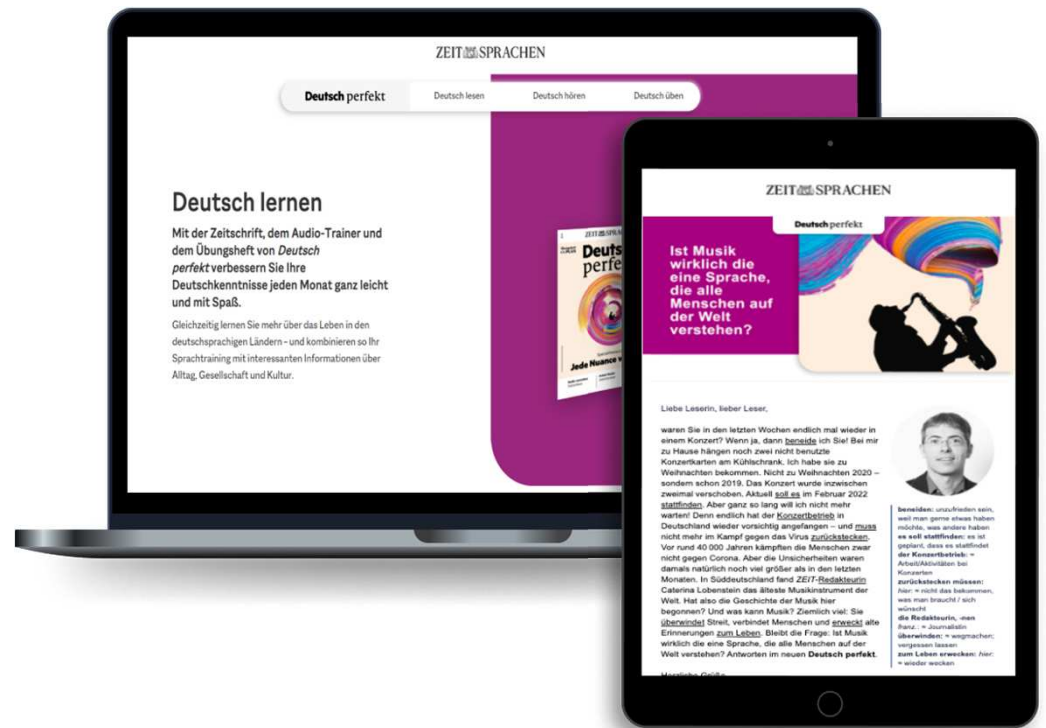 ZEIT SPRACHEN
Deutsch perfekt
Deutsch lesen
Deutsch hören
Deutsch üben
Deutsch lernen
Mit der Zeitschrift, dem Audio-Trainer und
dem Übungsheft von Deutsch
perfekt verbessern Sie Ihre
Deutschkenntnisse jeden Monat ganz leicht
und mit Spaß.
Gleichzeitig lernen Sie mehr über das Leben in den
deutschsprachigen Ländern - und kombinieren so Ihr
Sprachtraining mit interessanten Informationen über
Alltag, Gesellschaft und Kultur.
Deuts
perfe
Jede Nuance
ZEIT SPRACHEN
Deutsch perfekt
Ist Musik
wirklich die
eine Sprache,
die alle
Menschen auf
der Welt
verstehen?
Liebe Leserin, lieber Leser,
waren Sie in den letzten Wochen endlich mal wieder in
einem Konzert? Wenn ja, dann beneide ich Sie! Bei mir
zu Hause hängen noch zwei nicht benutzte
Konzertkarten am Kühlschrank. Ich habe sie zu
Weihnachten bekommen. Nicht zu Weihnachten 2020 –
sondern schon 2019. Das Konzert wurde inzwischen
zweimal verschoben. Aktuell soll es im Februar 2022
stattfinden. Aber ganz so lang will ich nicht mehr
warten! Denn endlich hat der Konzertbetrieb in
Deutschland wieder vorsichtig angefangen – und muss
nicht mehr im Kampf gegen das Virus zurückstecken.
Vor rund 40 000 Jahren kämpften die Menschen zwar
nicht gegen Corona. Aber die Unsicherheiten waren
damals natürlich noch viel größer als in den letzten
Monaten. In Süddeutschland fand ZEIT-Redakteurin
Caterina Lobenstein das älteste Musikinstrument der
Welt. Hat also die Geschichte der Musik hier
begonnen? Und was kann Musik? Ziemlich viel: Sie
überwindet Streit, verbindet Menschen und erweckt alte
Erinnerungen zum Leben. Bleibt die Frage: Ist Musik
wirklich die eine Sprache, die alle Menschen auf der
Welt verstehen? Antworten im neuen Deutsch perfekt.
Herzliche Grüße
beneiden: unzufrieden sein,
weil man gerne etwas haben
möchte, was andere haben
es soll stattfinden: es ist
geplant, dass es stattfindet
der Konzertbetrieb: =
Arbeit/Aktivitäten bei
Konzerten
zurückstecken müssen:
hier: = nicht das bekommen,
was man braucht / sich
wünscht
die Redakteurin, -nen
franz.: = Journalistin
überwinden: = wegmachen;
vergessen lassen
zum Leben erwecken: hier:
= wieder wecken